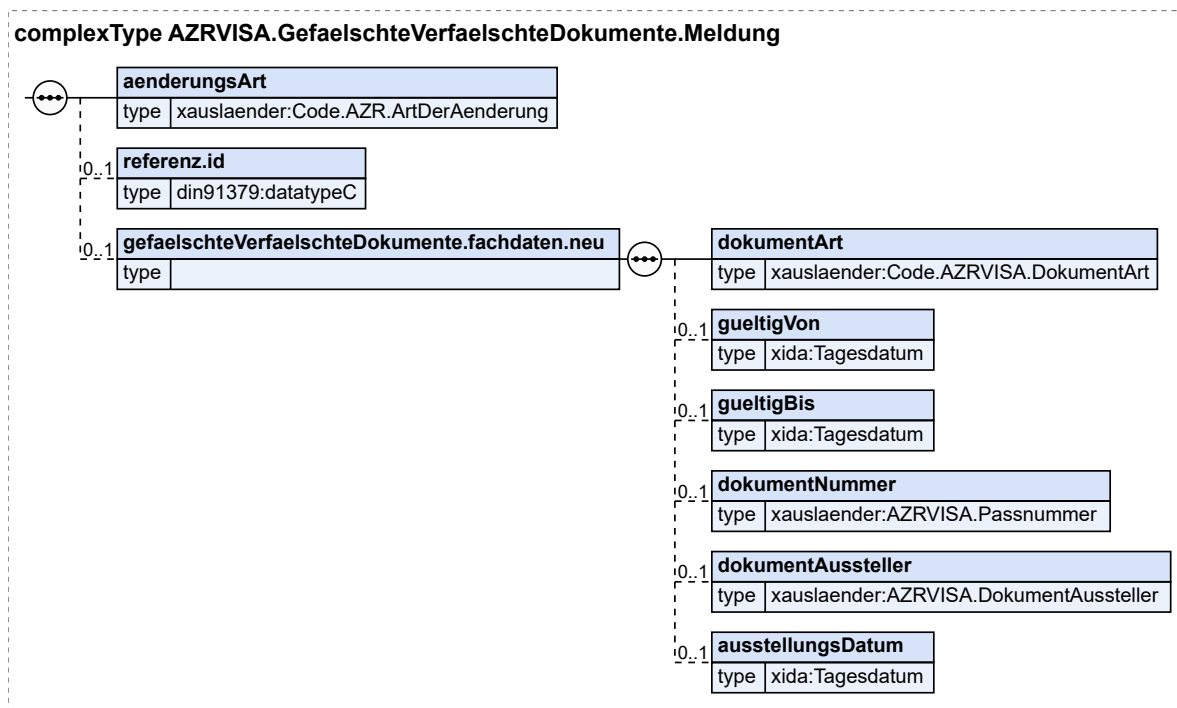 complexType AZRVISA.GefaelschteVerfaelschteDokumente.Meldung
aenderungsArt
type xauslaender:Code.AZR.ArtDerAenderung
0..1 referenz.id
type din91379:datatypeC
0..1 gefaelschteVerfaelschteDokumente.fachdaten.neu
type
dokumentArt
type xauslaender:Code.AZRVISA.DokumentArt
0..1 gueltigVon
type xida:Tagesdatum
0..1 gueltigBis
type xida:Tagesdatum
0..1 dokumentNummer
type xauslaender:AZRVISA.Passnummer
0..1 dokumentAussteller
type xauslaender:AZRVISA.DokumentAussteller
0..1 ausstellungsDatum
type xida:Tagesdatum